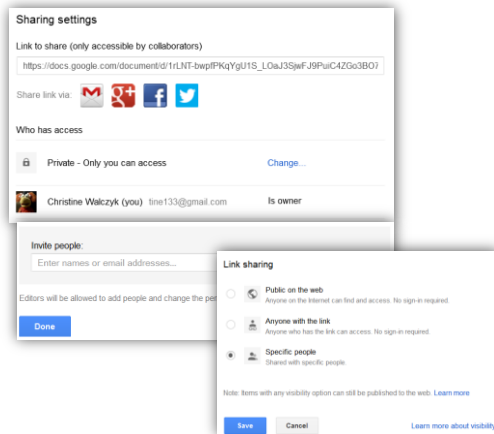 Sharing settings
Link to share (only accessible by collaborators)
https://docs.google.com/document/d/1rLNT-bwpfPKqYgU1S_LOaJ3SjwFJ9PuiC4ZGo3BO7
Share link via:
Who has access
Private - Only you can access Change...
Christine Walczyk (you) tine133@gmail.com Is owner
Invite people:
Enter names or email addresses...
Editors will be allowed to add people and change the per
Done
Link sharing
Public on the web
Anyone on the Internet can find and access. No sign-in required.
Anyone with the link
Anyone who has the link can access. No sign-in required.
Specific people
Shared with specific people.
Note: Items with any visibility option can still be published to the web. Learn more
Save Cancel Learn more about visibility